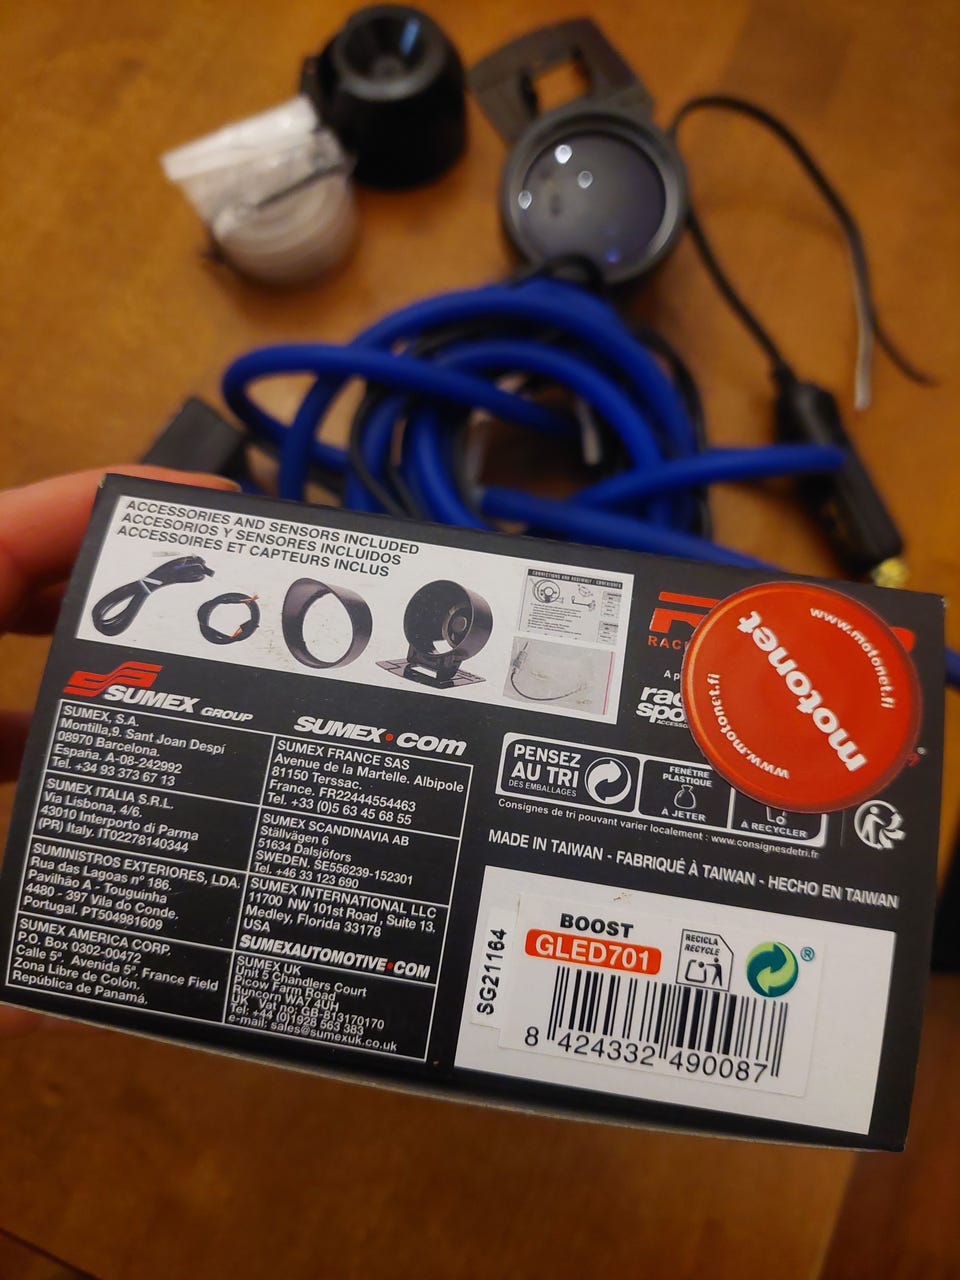 ACCESSORIES AND SENSORS INCLUDED
ACCESORIOS Y SENSORES INCLUIDOS
ACCESSOIRES ET CAPTEURS INCLUS
CONNECTIONS AND ASSEMBLY / CONEXIONES
SUMEX GROUP
SUMEX, S.A.
Montilla,9. Sant Joan Despí
08970 Barcelona.
España. A-08-242992
Tel. +34 93 373 67 13
SUMEX ITALIA S.R.L.
Via Lisbona, 4/6.
43010 Interporto di Parma
(PR) Italy. IT02278140344
SUMINISTROS EXTERIORES, LDA.
Rua das Lagoas nº 186.
Pavilhão A - Touguinha
4480 - 397 Vila do Conde.
Portugal. PT504981609
SUMEX AMERICA CORP.
P.O. Box 0302-00472
Calle 5ª. Avenida 5ª. France Field
Zona Libre de Colón.
República de Panamá.
SUMEX•com
SUMEX FRANCE SAS
Avenue de la Martelle. Albipole
81150 Terssac.
France. FR22444554463
Tel. +33 (0)5 63 45 68 55
SUMEX SCANDINAVIA AB
Ställvägen 6
51634 Dalsjöfors
SWEDEN. SE556239-152301
Tel. +46 33 123 690
SUMEX INTERNATIONAL LLC
11700 NW 101st Road , Suite 13.
Medley, Florida 33178
USA
SUMEXAUTOMOTIVE•COM
SUMEX UK
Unit 5 Chandlers Court
Picow Farm Road
Runcorn WA7 4UH
UK Vat no: GB-813170170
Tel: +44 (0)1928 563 383
e-mail: sales@sumexuk.co.uk
www.motonet.fi
motonet
www.motonet.fi
PENSEZ
AU TRI
DES EMBALLAGES
FENÊTRE
PLASTIQUE
À JETER
À RECYCLER
Consignes de tri pouvant varier localement : www.consignesdetri.fr
MADE IN TAIWAN - FABRIQUÉ À TAIWAN - HECHO EN TAIWAN
SG21164
BOOST
GLED701
RECICLA
RECYCLE
®
8 424332 490087